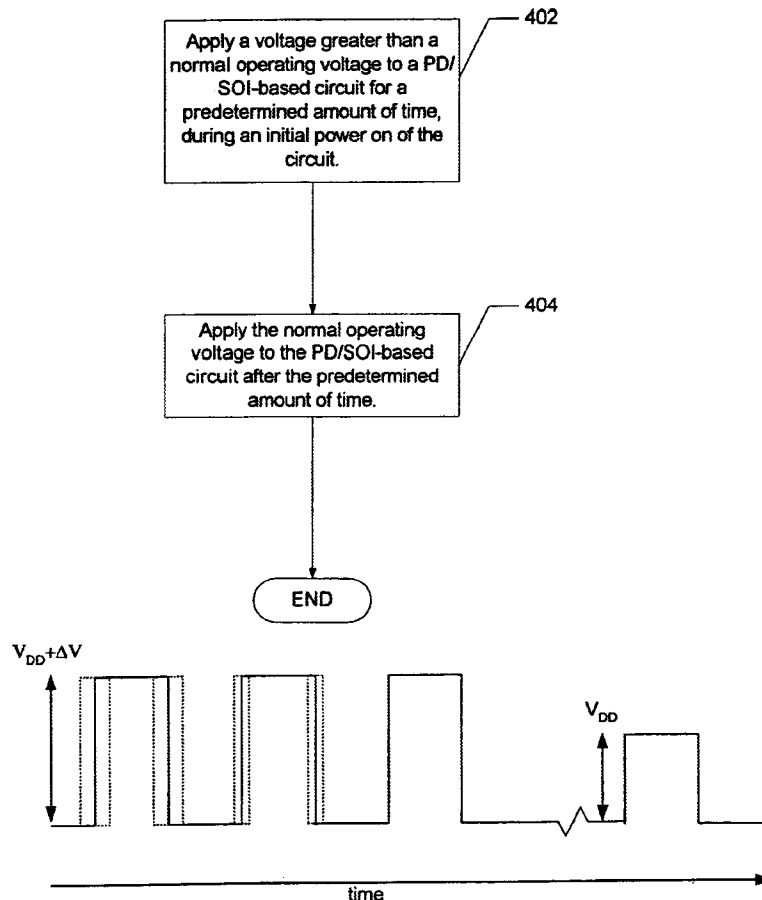 402
Apply a voltage greater than a
normal operating voltage to a PD/
SOI-based circuit for a
predetermined amount of time,
during an initial power on of the
circuit.
404
Apply the normal operating
voltage to the PD/SOI-based
circuit after the predetermined
amount of time.
END
VDD+ΔV
VDD
time